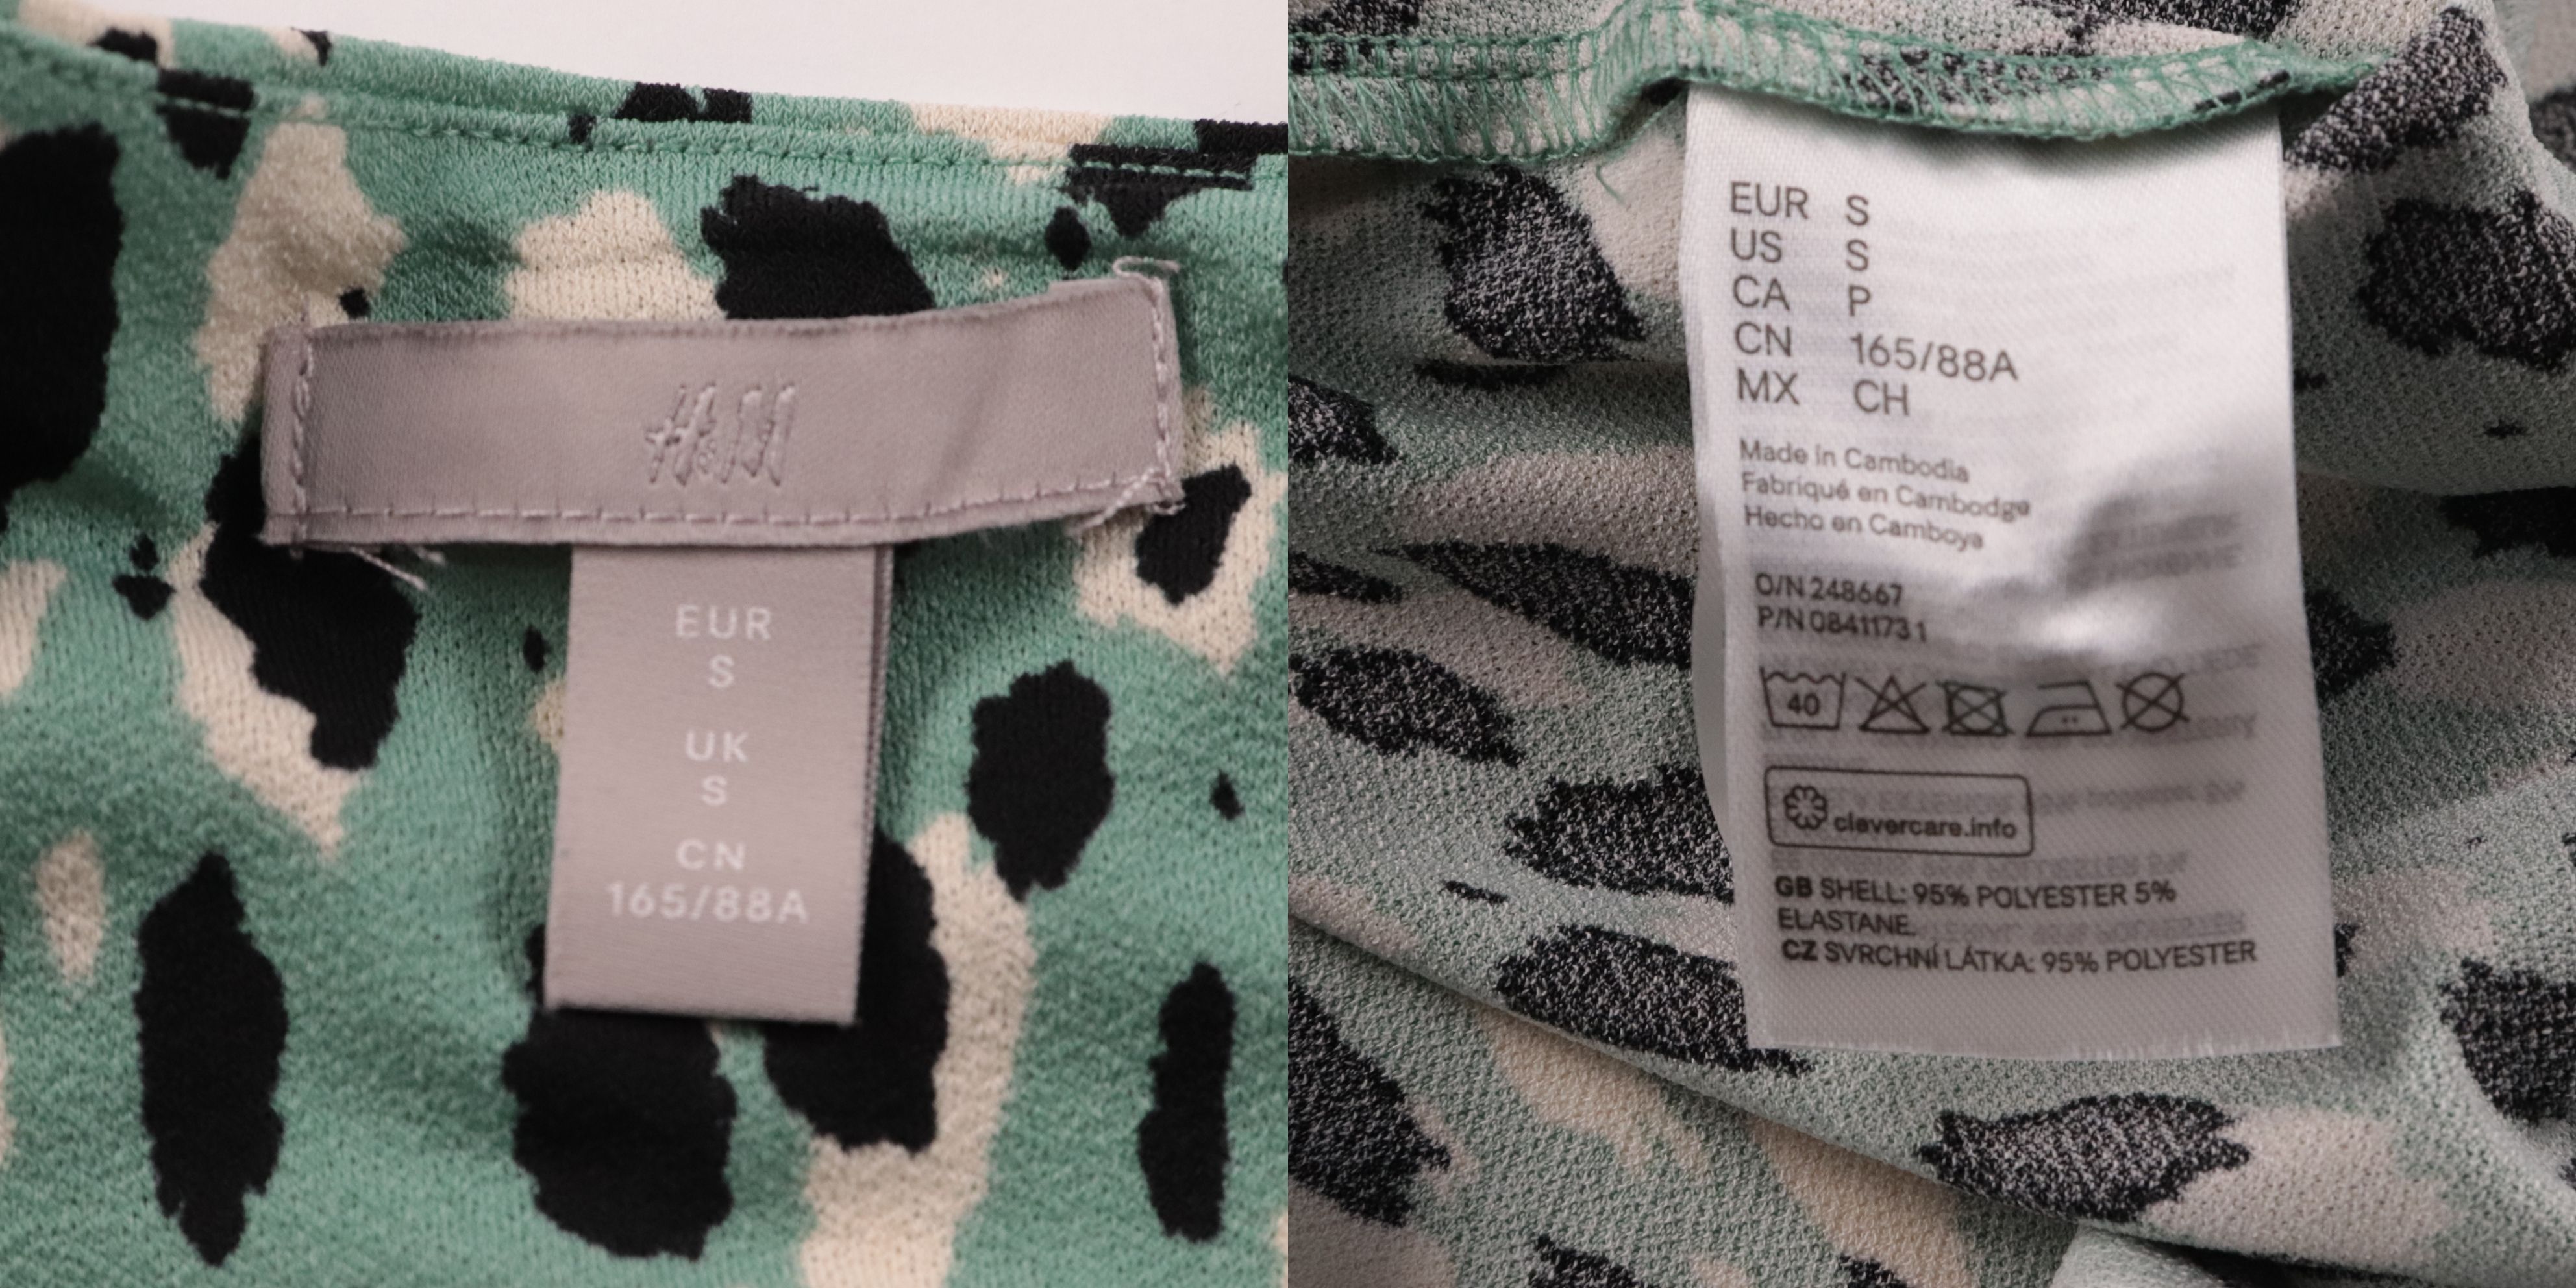 H&M
EUR
S
UK
S
CN
165/88A
EUR S
US S
CA P
CN 165/88A
MX CH
Made in Cambodia
Fabriqué en Cambodge
Hecho en Camboya
O/N 248667
P/N 08411731
40
clevercare.info
GB SHELL: 95% POLYESTER 5%
ELASTANE.
CZ SVRCHNÍ LÁTKA: 95% POLYESTER